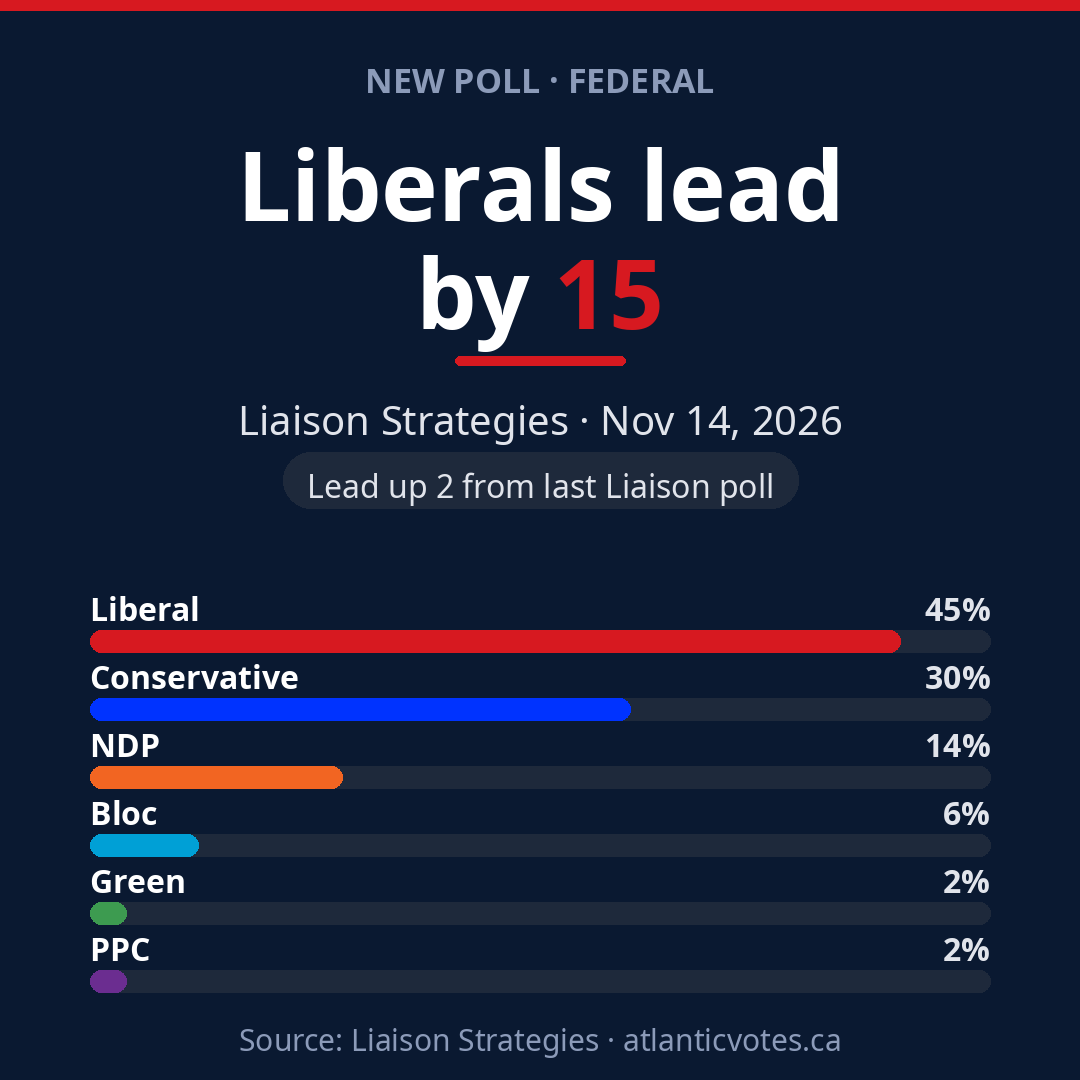 NEW POLL · FEDERAL
Liberals lead
by 15
Liaison Strategies · Nov 14, 2026
Lead up 2 from last Liaison poll
Liberal 45%
Conservative 30%
NDP 14%
Bloc 6%
Green 2%
PPC 2%
Source: Liaison Strategies · atlanticvotes.ca